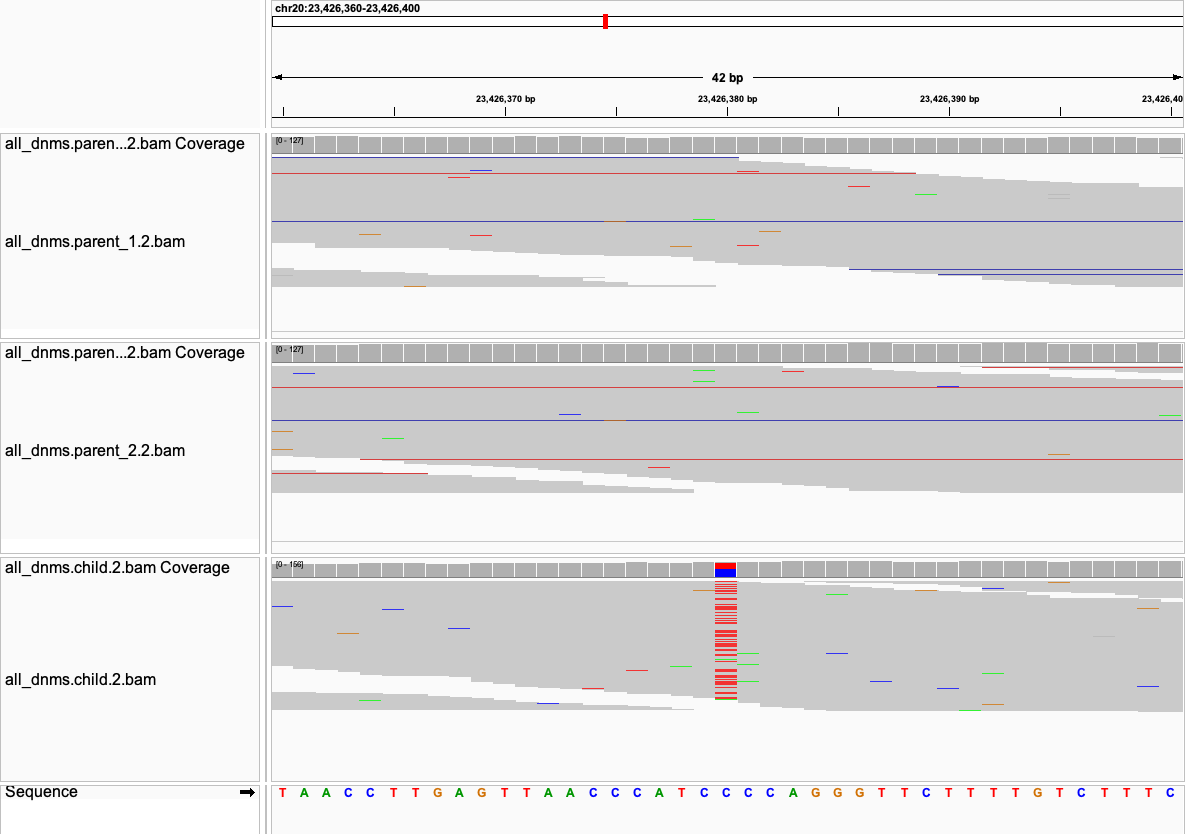 chr20:23,426,360-23,426,400
42 bp
23,426,370 bp 23,426,380 bp 23,426,390 bp 23,426,40
all_dnms.paren...2.bam Coverage
[0 - 127]
all_dnms.parent_1.2.bam
all_dnms.paren...2.bam Coverage
[0 - 127]
all_dnms.parent_2.2.bam
all_dnms.child.2.bam Coverage
[0 - 156]
all_dnms.child.2.bam
Sequence
T A A C C T T G A G T T A A C C C A T C C C C A G G G T T C T T T T G T C T T T C